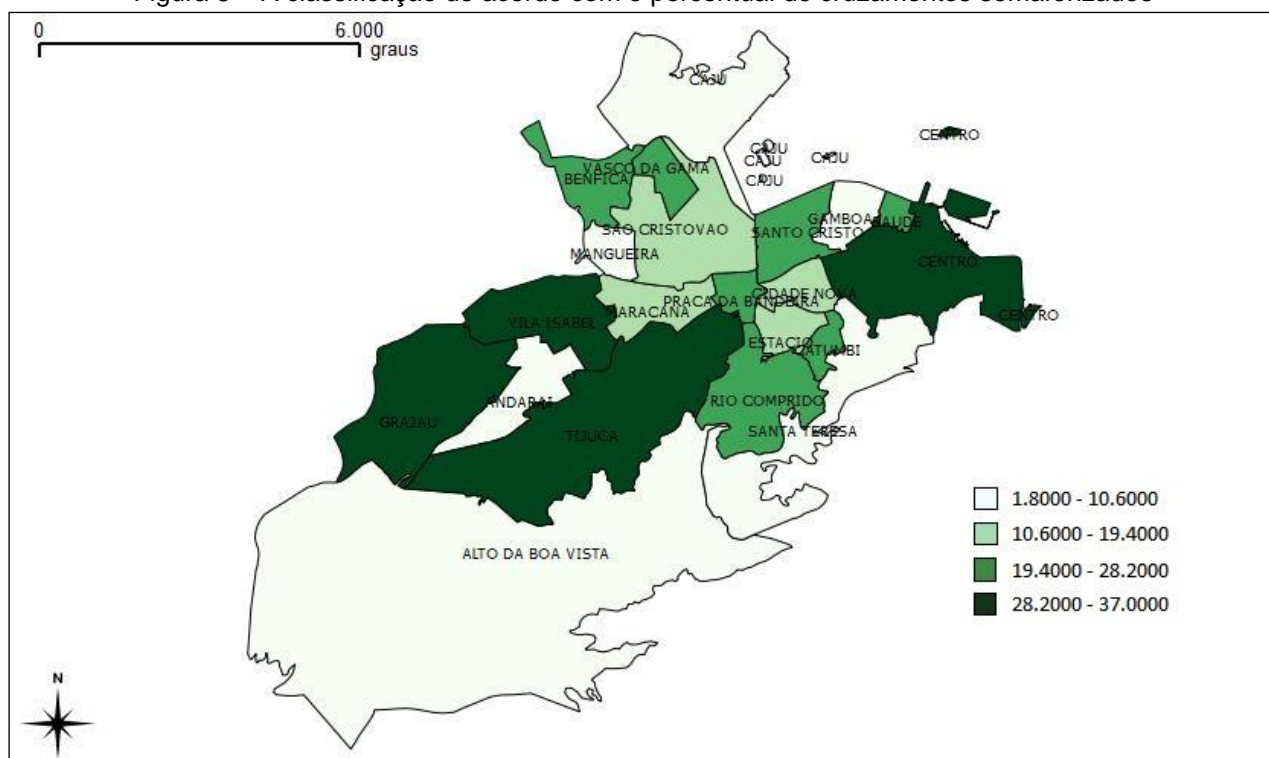 0 6.000
graus
CAJU
CENTRO
CAJU
CAJU
CAJU
CAJU
VASCO DA GAMA
BENFICA
GAMBOA
SAUDE
SAO CRISTOVAO
SANTO CRISTO
MANGUEIRA
CENTRO
CIDADE NOVA
PRACA DA BANDEIRA
MARACANA
CENTRO
VILA ISABEL
ESTACIO
CATUMBI
RIO COMPRIDO
ANDARAI
GRAJAU
TIJUCA
SANTA TERESA
1.8000 - 10.6000
10.6000 - 19.4000
ALTO DA BOA VISTA
19.4000 - 28.2000
28.2000 - 37.0000
N